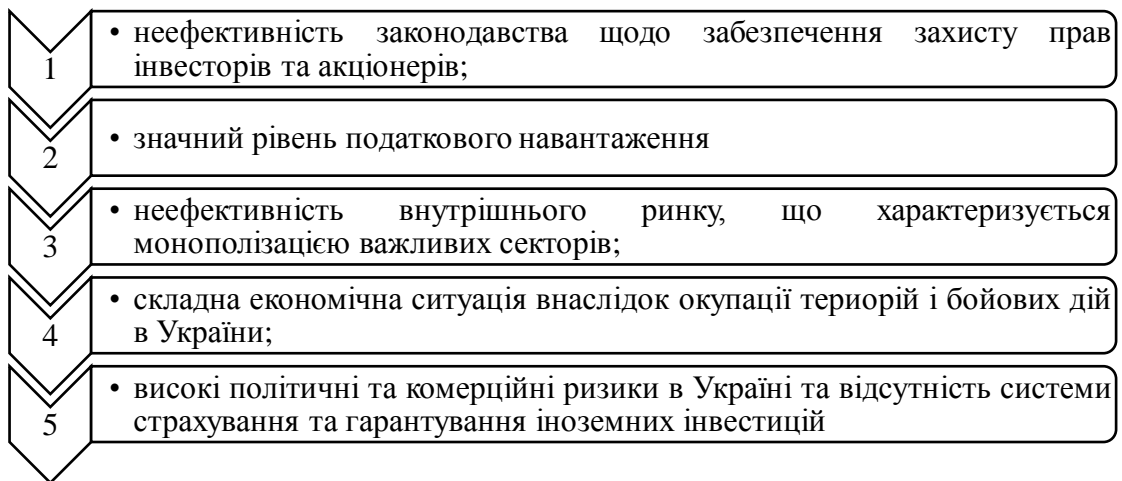 1
• неефективність законодавства щодо забезпечення захисту прав
інвесторів та акціонерів;
2
• значний рівень податкового навантаження
3
• неефективність внутрішнього ринку, що характеризується
монополізацією важливих секторів;
4
• складна економічна ситуація внаслідок окупації териорій і бойових дій
в України;
5
• високі політичні та комерційні ризики в Україні та відсутність системи
страхування та гарантування іноземних інвестицій